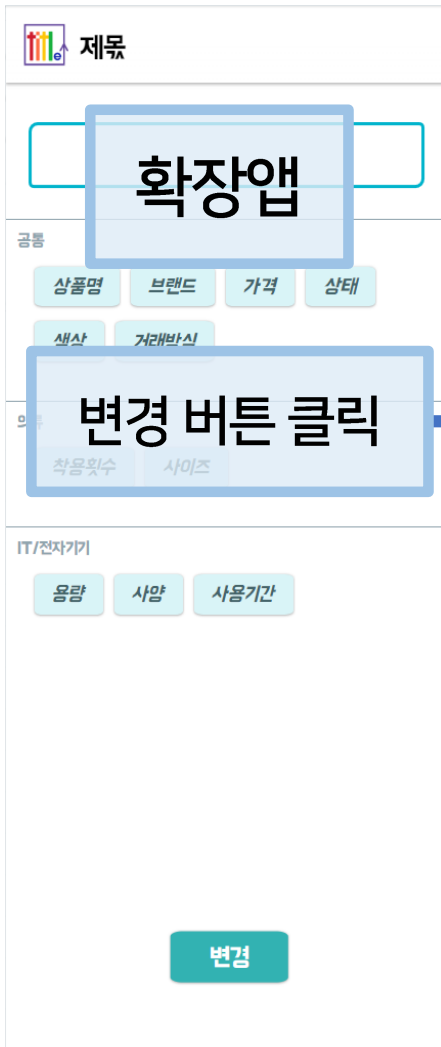 title 제목
확장앱
공통
상품명 브랜드 가격 상태
색상 거래방식
변경 버튼 클릭
착용횟수 사이즈
IT/전자기기
용량 사양 사용기간
변경